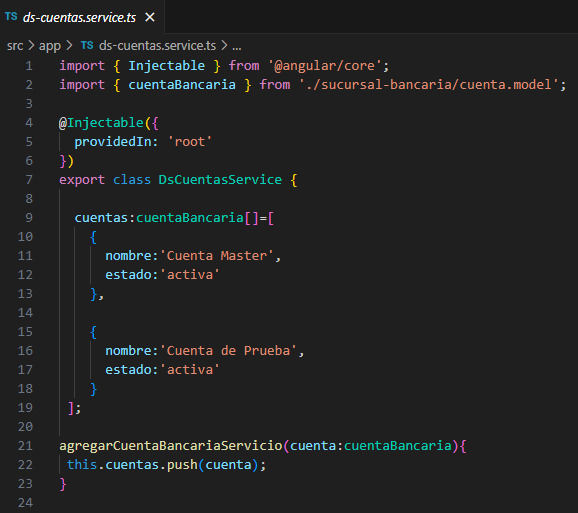 TS ds-cuentas.service.ts ×
src > app > TS ds-cuentas.service.ts > ...
1 import { Injectable } from '@angular/core';
2 import { cuentaBancaria } from './sucursal-bancaria/cuenta.model';
3
4 @Injectable({
5   providedIn: 'root'
6 })
7 export class DsCuentasService {
8
9   cuentas:cuentaBancaria[]=[
10     {
11       nombre:'Cuenta Master',
12       estado:'activa'
13     },
14
15     {
16       nombre:'Cuenta de Prueba',
17       estado:'activa'
18     }
19  ];
20
21 agregarCuentaBancariaServicio(cuenta:cuentaBancaria){
22  this.cuentas.push(cuenta);
23 }
24